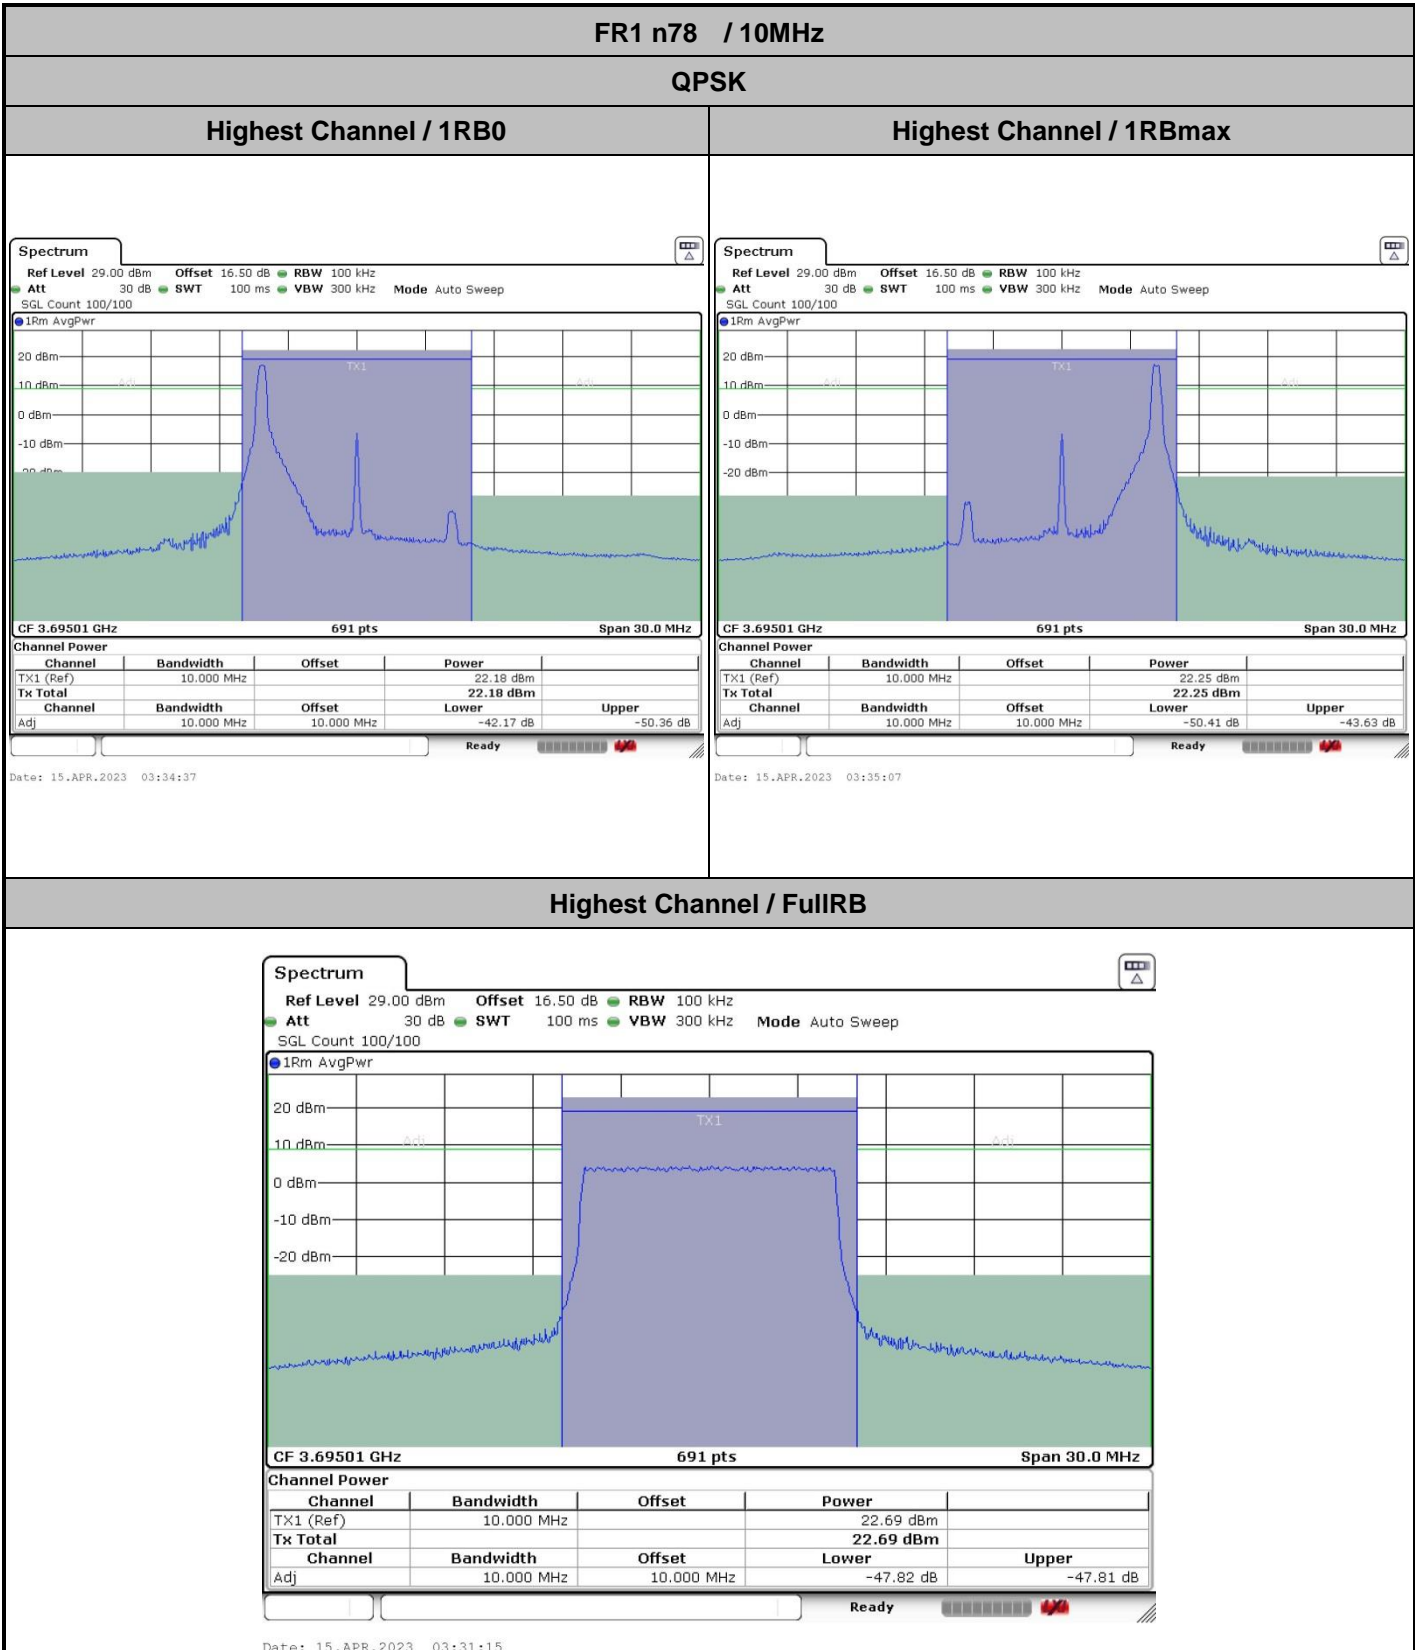 FR1 n78 / 10MHz
QPSK
Highest Channel / 1RB0
Highest Channel / 1RBmax
Spectrum
Ref Level 29.00 dBm Offset 16.50 dB RBW 100 kHz
Att 30 dB SWT 100 ms VBW 300 kHz Mode Auto Sweep
SGL Count 100/100
1Rm AvgPwr
20 dBm
TX1
10 dBm
Adj
Adj
0 dBm
-10 dBm
-20 dBm
CF 3.69501 GHz 691 pts Span 30.0 MHz
Channel Power
Channel Bandwidth Offset Power
TX1 (Ref) 10.000 MHz 22.18 dBm
Tx Total 22.18 dBm
Channel Bandwidth Offset Lower Upper
Adj 10.000 MHz 10.000 MHz -42.17 dB -50.36 dB
Ready
Date: 15.APR.2023 03:34:37
Spectrum
Ref Level 29.00 dBm Offset 16.50 dB RBW 100 kHz
Att 30 dB SWT 100 ms VBW 300 kHz Mode Auto Sweep
SGL Count 100/100
1Rm AvgPwr
20 dBm
TX1
10 dBm
Adj
Adj
0 dBm
-10 dBm
-20 dBm
CF 3.69501 GHz 691 pts Span 30.0 MHz
Channel Power
Channel Bandwidth Offset Power
TX1 (Ref) 10.000 MHz 22.25 dBm
Tx Total 22.25 dBm
Channel Bandwidth Offset Lower Upper
Adj 10.000 MHz 10.000 MHz -50.41 dB -43.63 dB
Ready
Date: 15.APR.2023 03:35:07
Highest Channel / FullRB
Spectrum
Ref Level 29.00 dBm Offset 16.50 dB RBW 100 kHz
Att 30 dB SWT 100 ms VBW 300 kHz Mode Auto Sweep
SGL Count 100/100
1Rm AvgPwr
20 dBm
TX1
10 dBm
Adj
Adj
0 dBm
-10 dBm
-20 dBm
CF 3.69501 GHz 691 pts Span 30.0 MHz
Channel Power
Channel Bandwidth Offset Power
TX1 (Ref) 10.000 MHz 22.69 dBm
Tx Total 22.69 dBm
Channel Bandwidth Offset Lower Upper
Adj 10.000 MHz 10.000 MHz -47.82 dB -47.81 dB
Ready
Date: 15.APR.2023 03:31:15